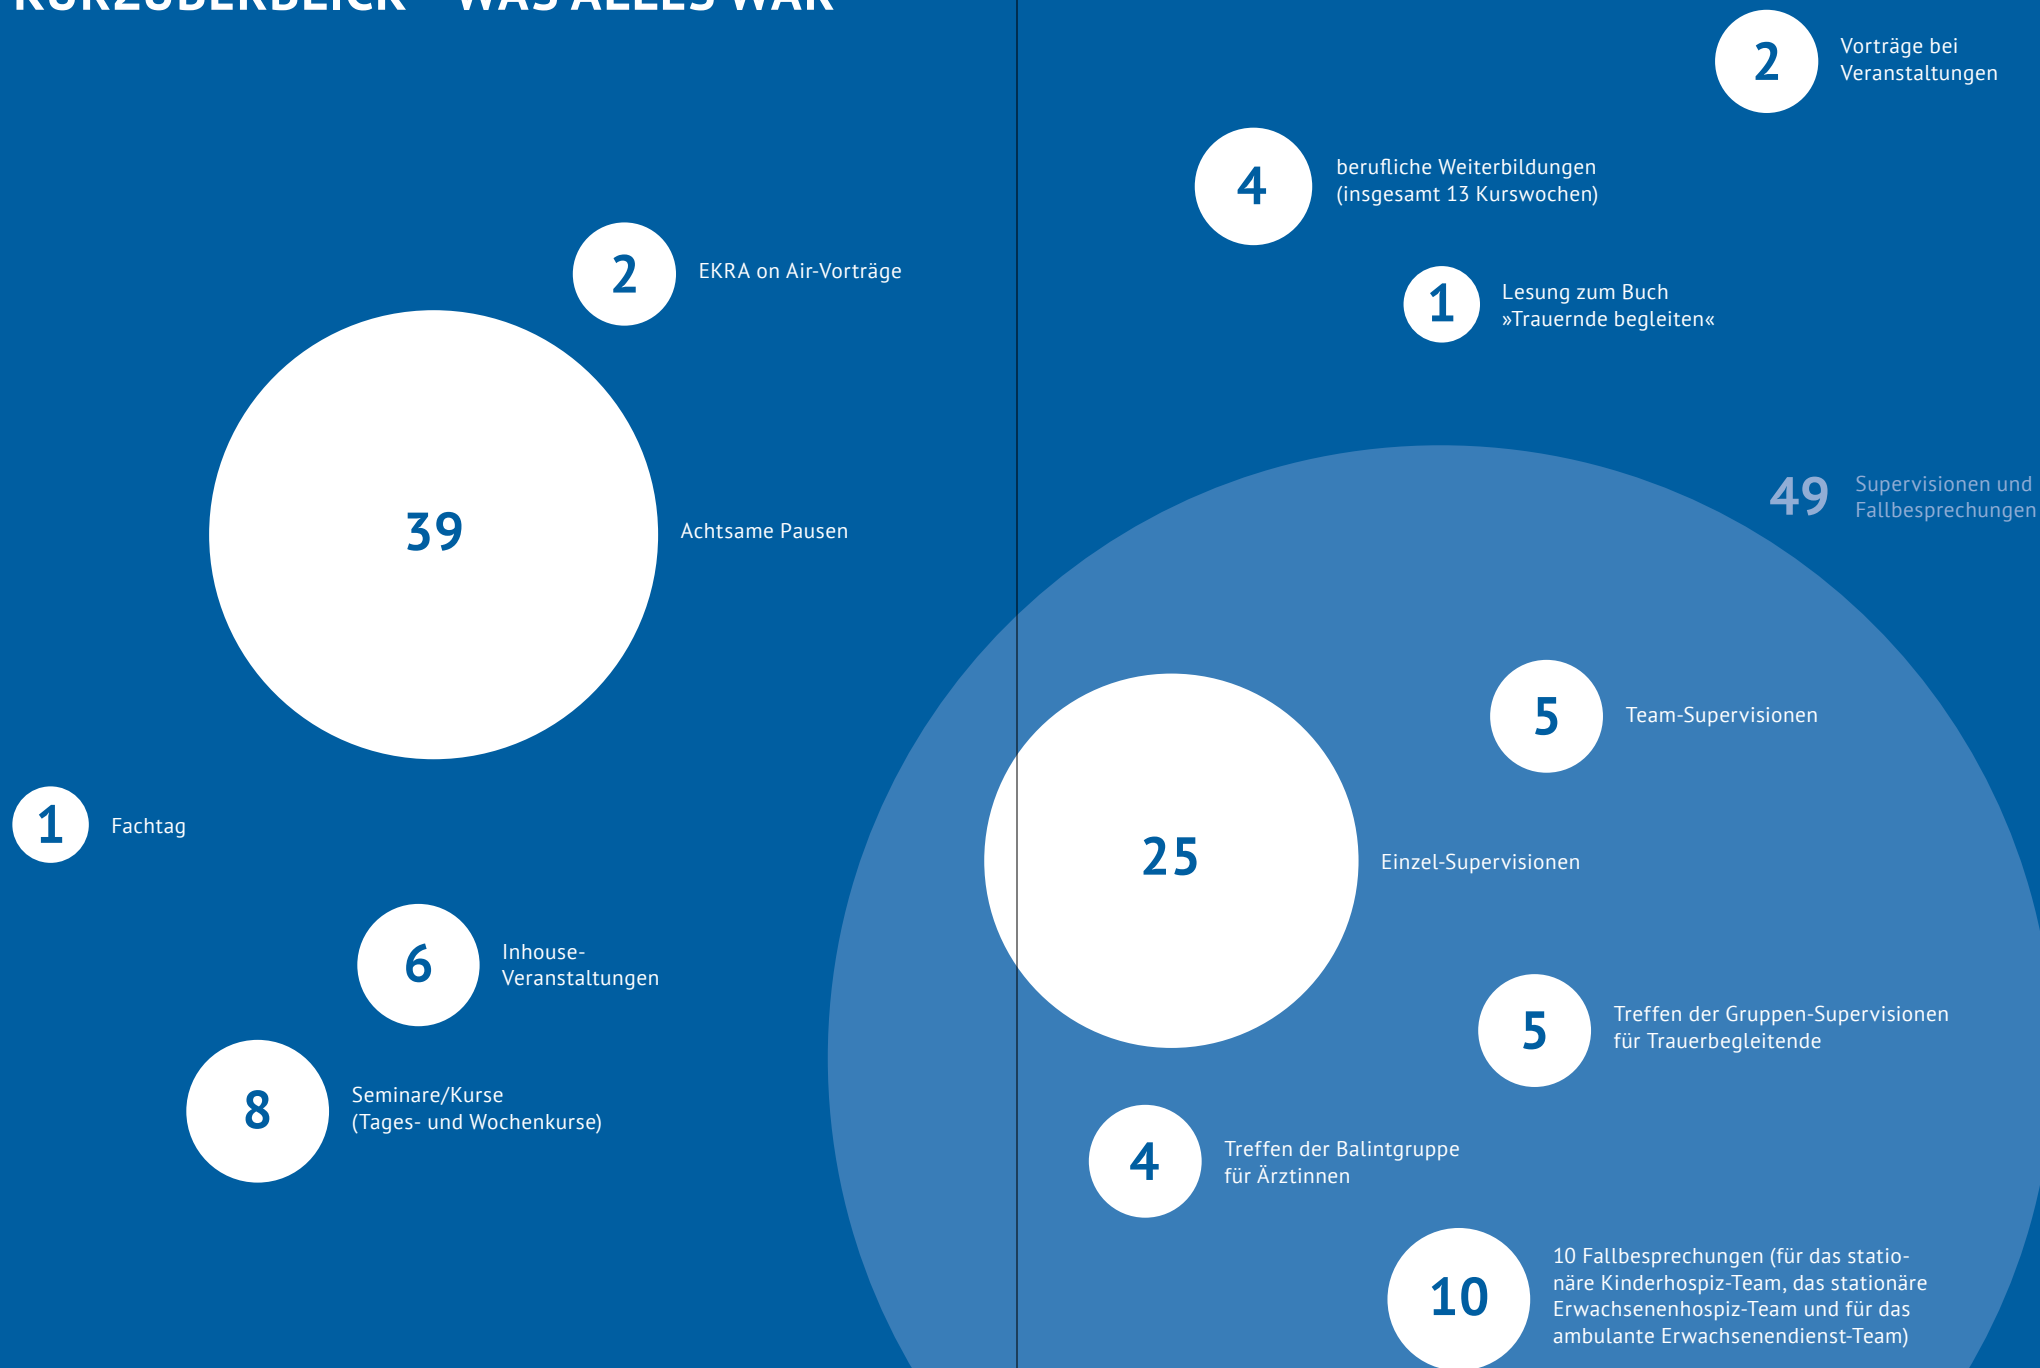 KURZÜBERBLICK – WAS ALLES WAR
2
EKRA on Air-Vorträge
39
Achtsame Pausen
1
Fachtag
6
Inhouse-
Veranstaltungen
8
Seminare/Kurse
(Tages- und Wochenkurse)
2
Vorträge bei
Veranstaltungen
4
berufliche Weiterbildungen
(insgesamt 13 Kurswochen)
1
Lesung zum Buch
»Trauernde begleiten«
49
Supervisionen und
Fallbesprechungen
5
Team-Supervisionen
25
Einzel-Supervisionen
5
Treffen der Gruppen-Supervisionen
für Trauerbegleitende
4
Treffen der Balintgruppe
für Ärztinnen
10
10 Fallbesprechungen (für das statio-
näre Kinderhospiz-Team, das stationäre
Erwachsenenhospiz-Team und für das
ambulante Erwachsenendienst-Team)